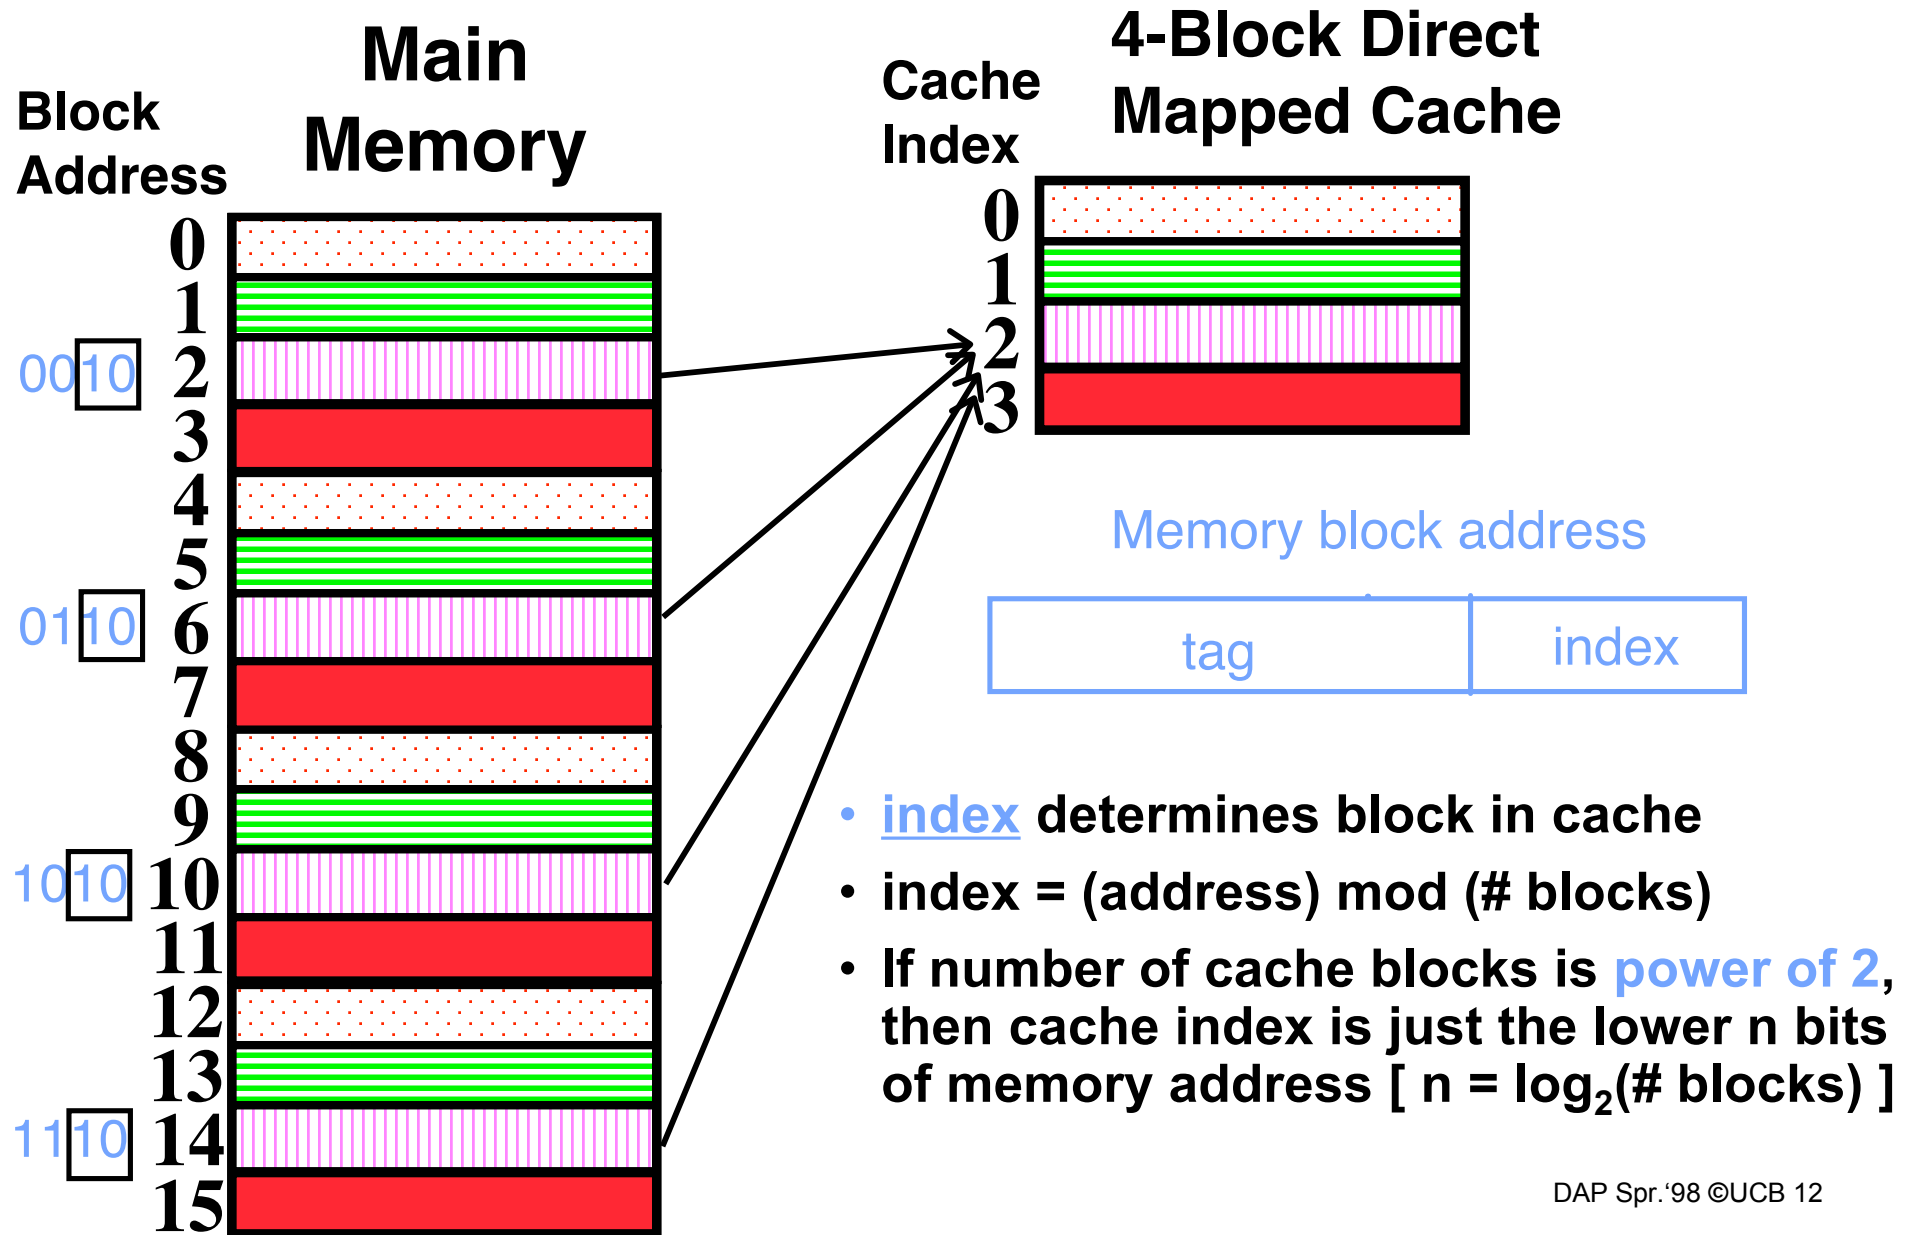 Main
Memory
Block
Address
0
1
0010 2
3
4
5
0110 6
7
8
9
1010 10
11
12
13
1110 14
15
Cache
Index
4-Block Direct
Mapped Cache
0
1
2
3
Memory block address
tag index
• index determines block in cache
• index = (address) mod (# blocks)
• If number of cache blocks is power of 2,
then cache index is just the lower n bits
of memory address [ n = log₂(# blocks) ]
DAP Spr.‘98 ©UCB 12